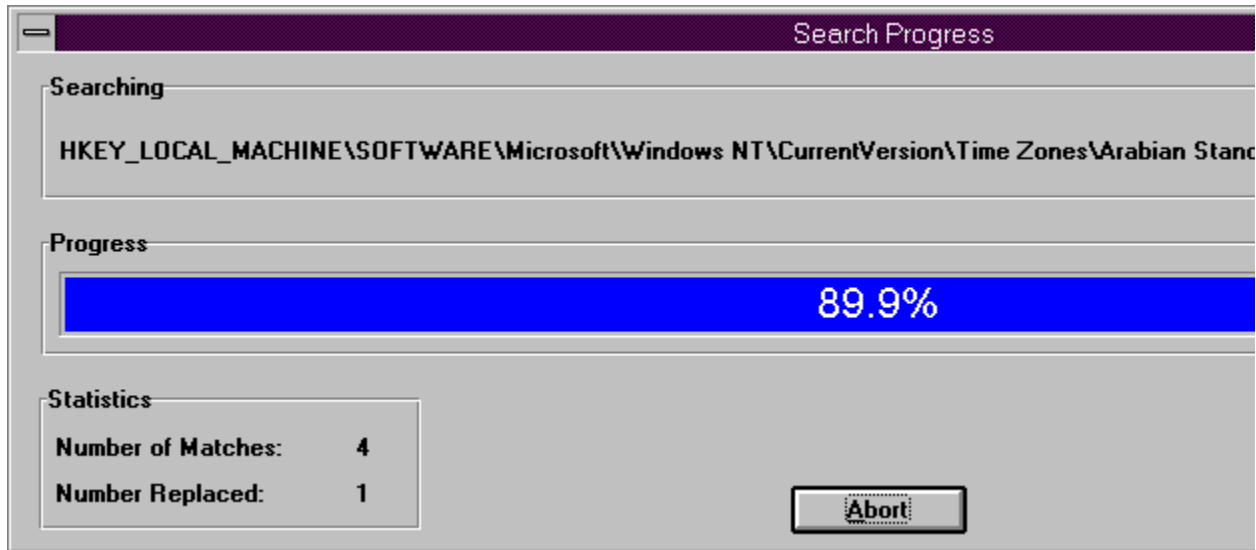 Search Progress
Searching
HKEY_LOCAL_MACHINE\SOFTWARE\Microsoft\Windows NT\CurrentVersion\Time Zones\Arabian Stand
Progress
89.9%
Statistics
Number of Matches: 4
Number Replaced: 1
Abort